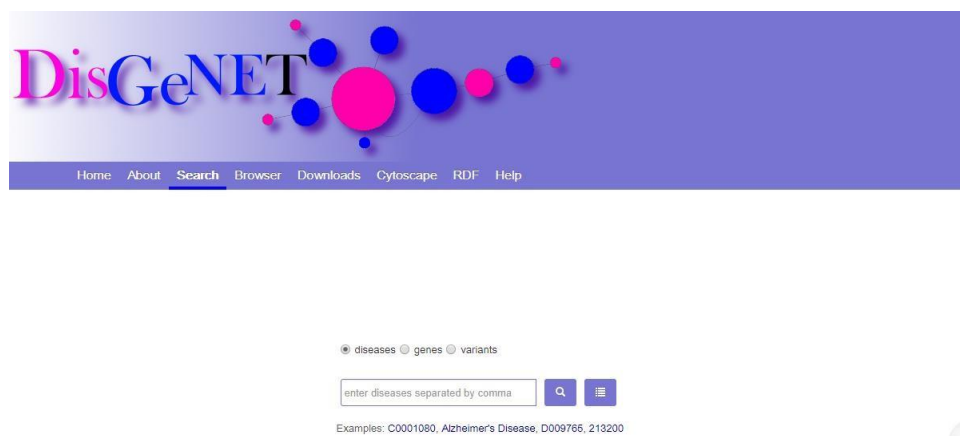 DisGeNET
Home About Search Browser Downloads Cytoscape RDF Help
diseases genes variants
enter diseases separated by comma
Examples: C0001080, Alzheimer's Disease, D009765, 213200